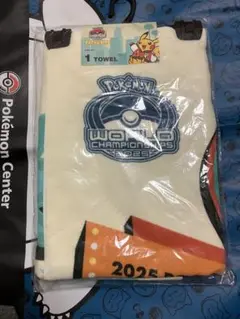 1 TOWEL
POKÉMON
WORLD
CHAMPIONSHIPS
2025
Pokémon Center